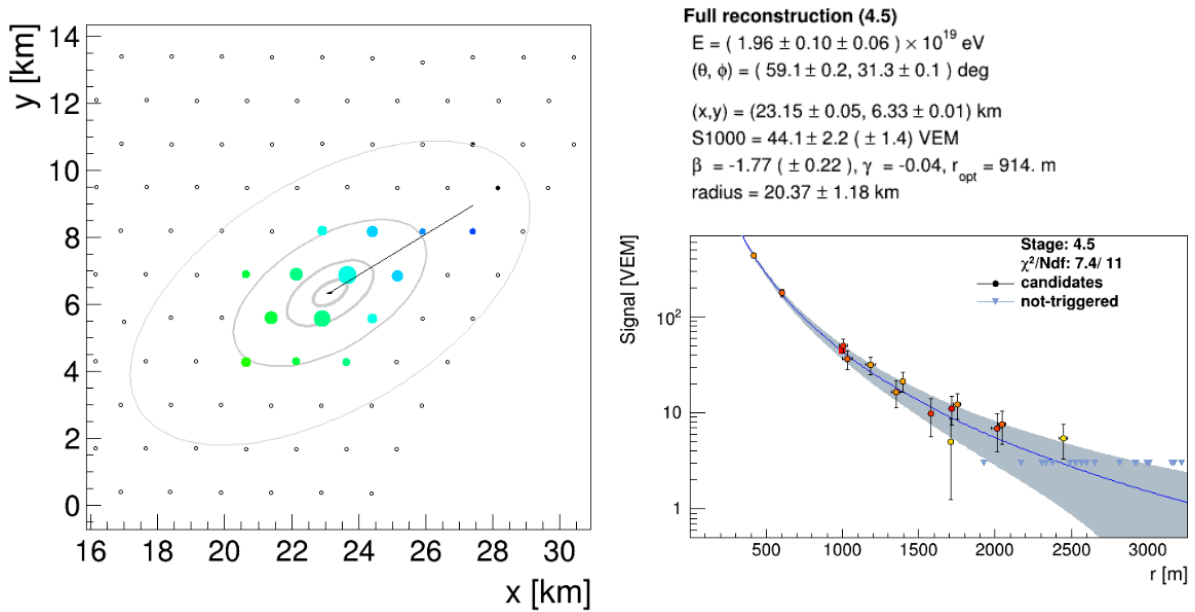 y [km]
14
12
10
8
6
4
2
0
16 18 20 22 24 26 28 30
x [km]
Full reconstruction (4.5)
E = ( 1.96 ± 0.10 ± 0.06 ) × 10^19 eV
(θ, ϕ) = ( 59.1 ± 0.2, 31.3 ± 0.1 ) deg
(x,y) = (23.15 ± 0.05, 6.33 ± 0.01) km
S1000 = 44.1 ± 2.2 ( ± 1.4) VEM
β = -1.77 ( ± 0.22 ), γ = -0.04, r_opt = 914. m
radius = 20.37 ± 1.18 km
Signal [VEM]
Stage: 4.5
χ²/Ndf: 7.4/ 11
candidates
not-triggered
10²
10
1
500 1000 1500 2000 2500 3000
r [m]